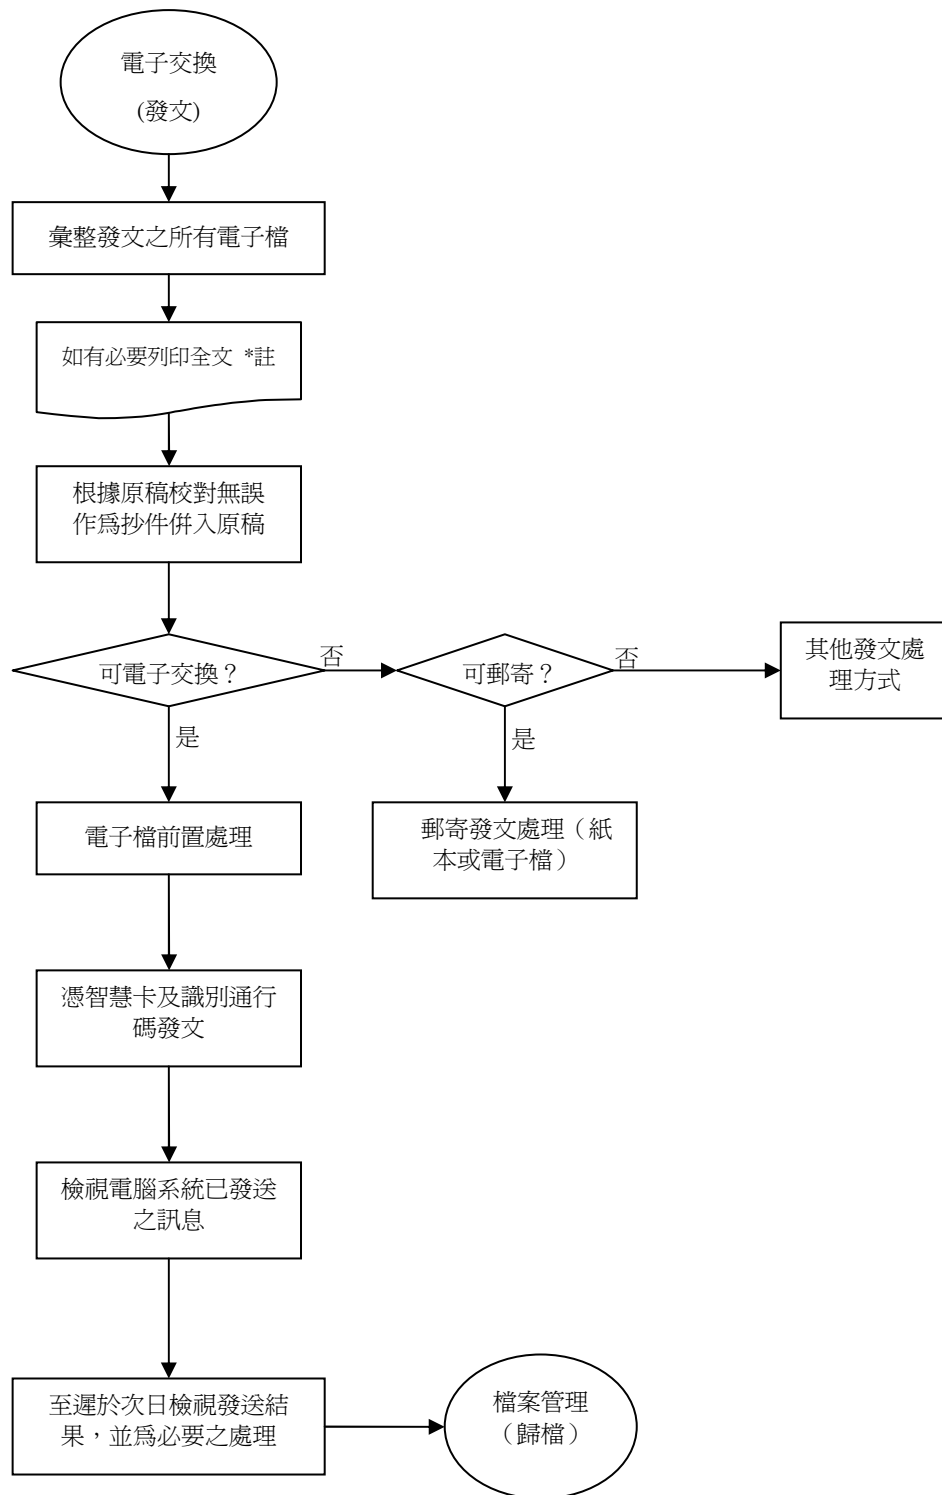 電子交換
(發文)
彙整發文之所有電子檔
如有必要列印全文 *註
根據原稿校對無誤
作為抄件併入原稿
可電子交換？
否
可郵寄？
否
其他發文處
理方式
是
是
電子檔前置處理
郵寄發文處理（紙
本或電子檔）
憑智慧卡及識別通行
碼發文
檢視電腦系統已發送
之訊息
至遲於次日檢視發送結
果，並為必要之處理
檔案管理
（歸檔）